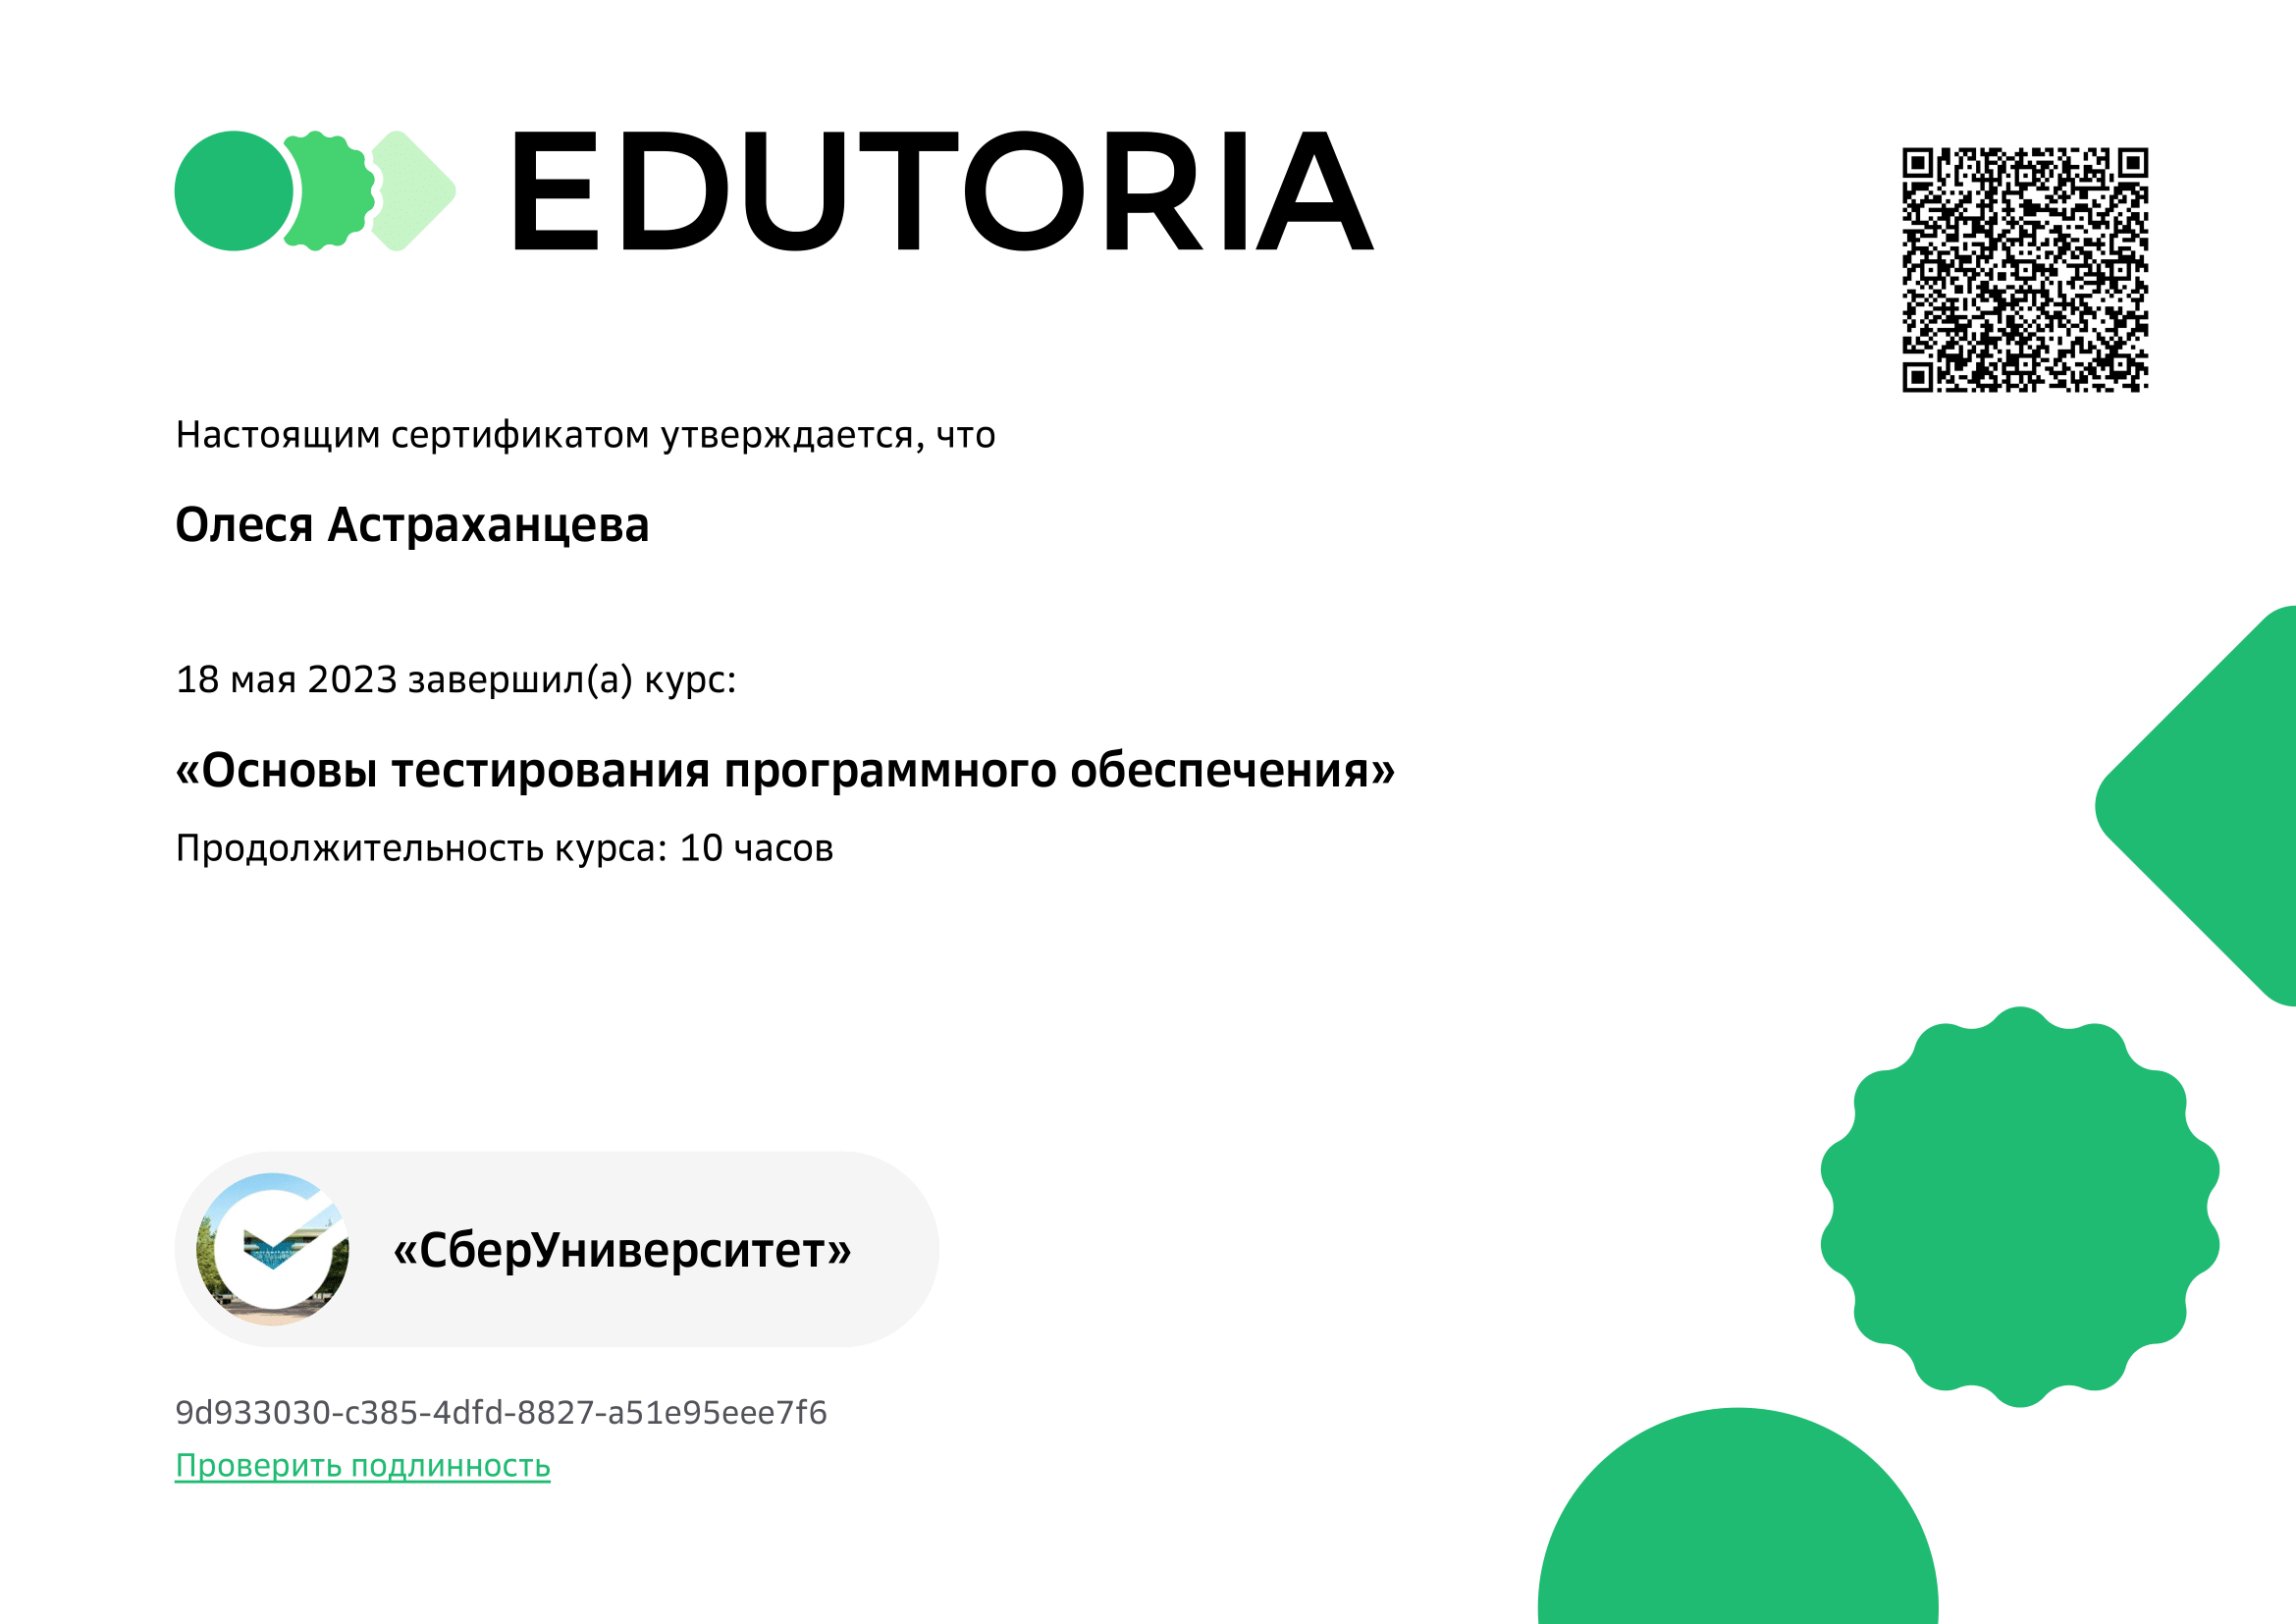 EDUTORIA
Настоящим сертификатом утверждается, что
Олеся Астраханцева
18 мая 2023 завершил(а) курс:
«Основы тестирования программного обеспечения»
Продолжительность курса: 10 часов
«СберУниверситет»
9d933030-c385-4dfd-8827-a51e95eee7f6
Проверить подлинность